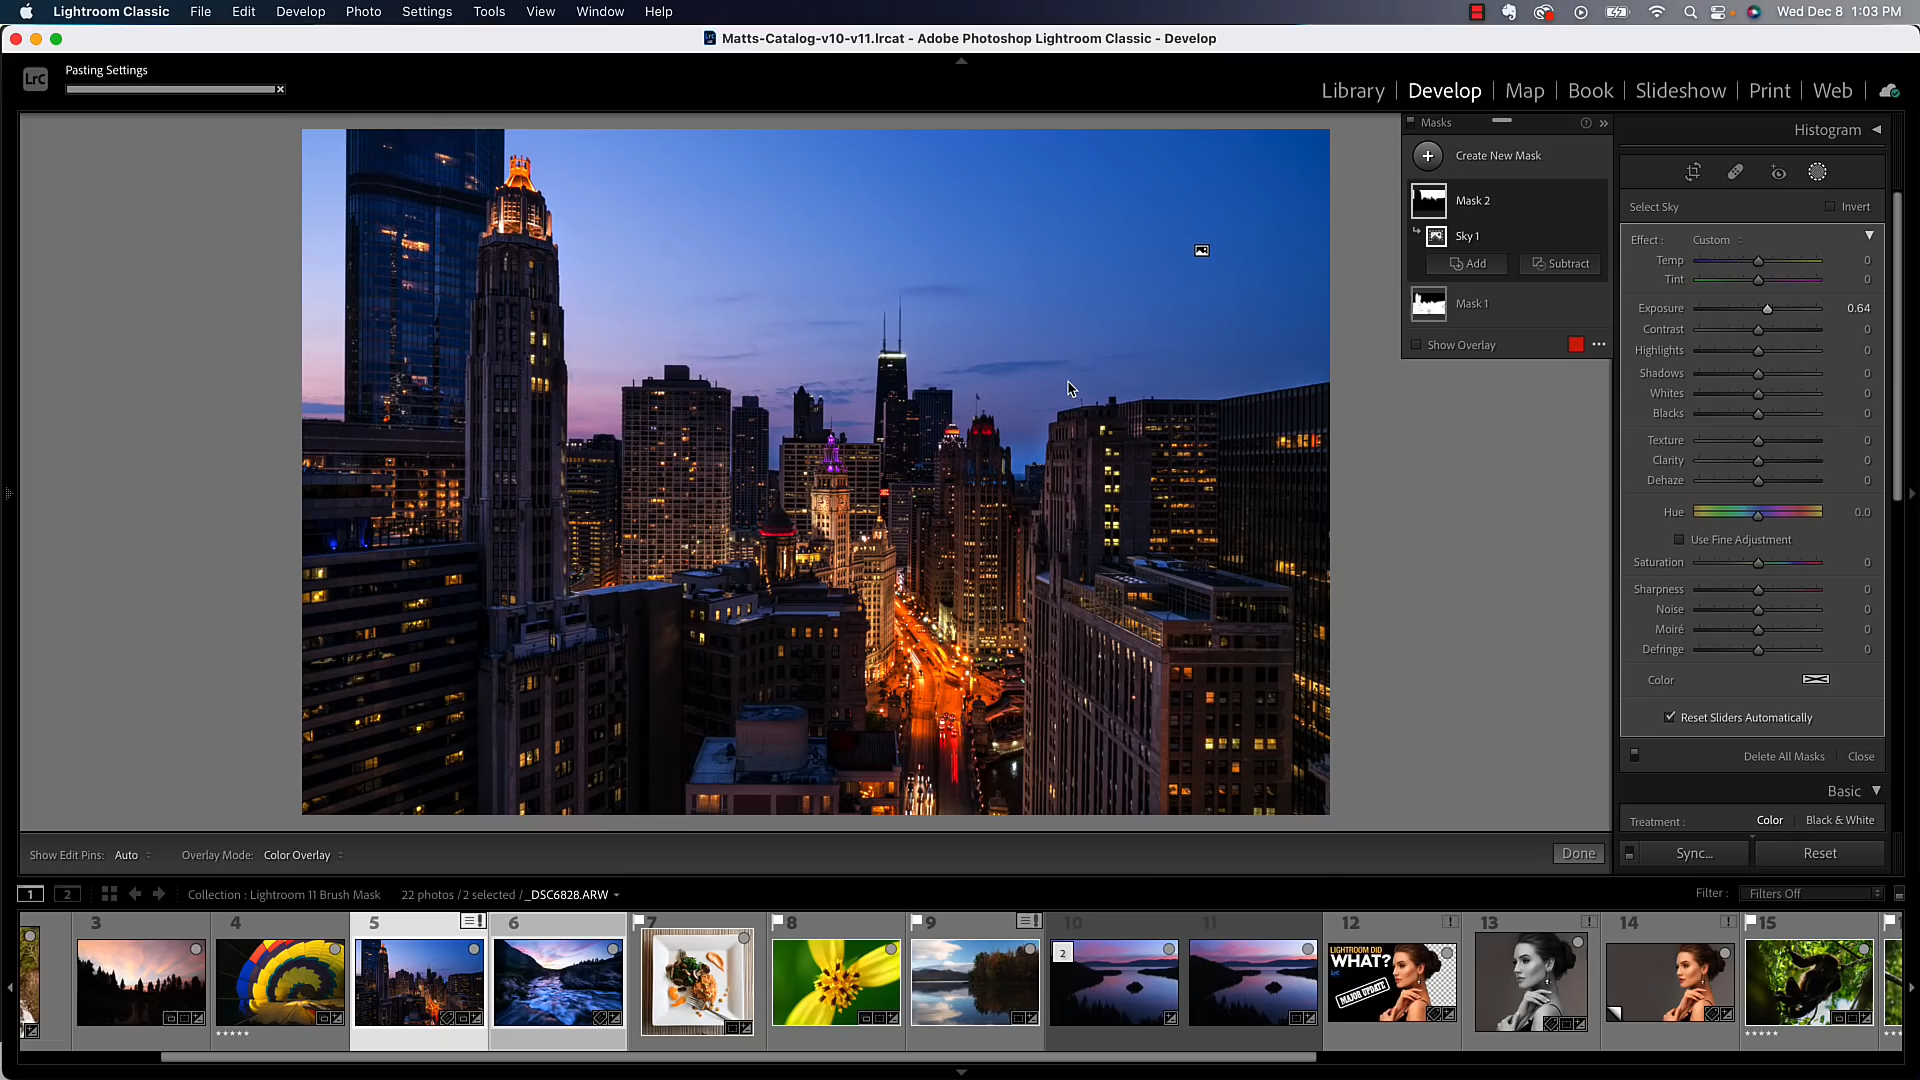 Lightroom Classic File Edit Develop Photo Settings Tools View Window Help Wed Dec 8 1:03 PM
Matts-Catalog-v10-v11.lrcat - Adobe Photoshop Lightroom Classic - Develop
LrC
Pasting Settings
Library | Develop | Map | Book | Slideshow | Print | Web
Masks
Create New Mask
Mask 2
Sky 1
Add Subtract
Mask 1
Show Overlay
Histogram
Select Sky Invert
Effect : Custom
Temp 0
Tint 0
Exposure 0.64
Contrast 0
Highlights 0
Shadows 0
Whites 0
Blacks 0
Texture 0
Clarity 0
Dehaze 0
Hue 0.0
Use Fine Adjustment
Saturation 0
Sharpness 0
Noise 0
Moiré 0
Defringe 0
Color
Reset Sliders Automatically
Delete All Masks Close
Basic
Treatment : Color Black & White
Sync... Reset
Show Edit Pins: Auto Overlay Mode: Color Overlay Done
1 2 Collection : Lightroom 11 Brush Mask 22 photos / 2 selected / _DSC6828.ARW Filter : Filters Off
3 4 5 6 7 8 9 10 11 12 13 14 15
2
LIGHTROOM DID
WHAT?
LrC
MAJOR UPDATE